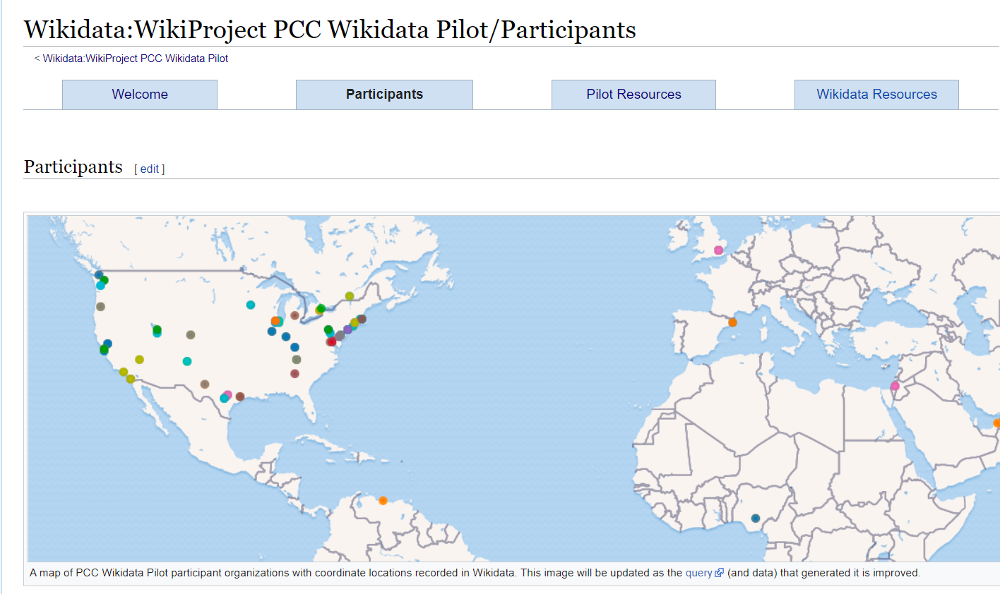 Wikidata:WikiProject PCC Wikidata Pilot/Participants
< Wikidata:WikiProject PCC Wikidata Pilot
Welcome
Participants
Pilot Resources
Wikidata Resources
Participants [ edit ]
A map of PCC Wikidata Pilot participant organizations with coordinate locations recorded in Wikidata. This image will be updated as the query (and data) that generated it is improved.